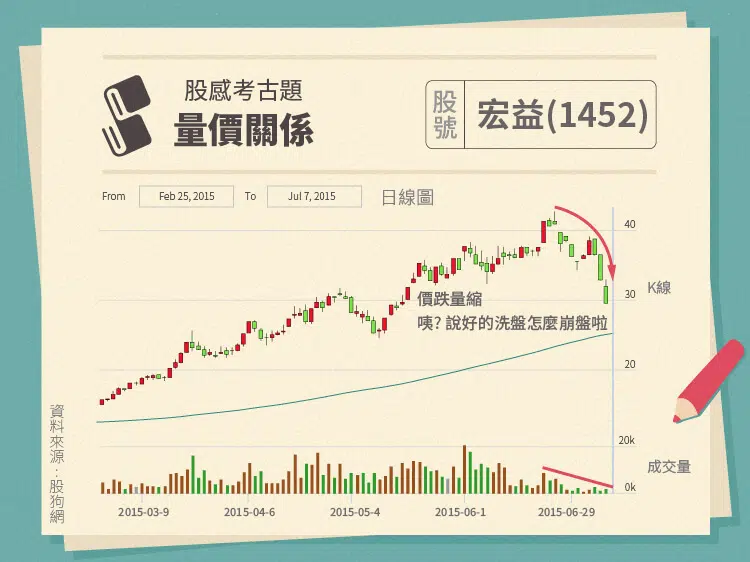 股感考古題
量價關係
股號
宏益(1452)
From Feb 25, 2015 To Jul 7, 2015 日線圖
40
K線
30
價跌量縮
咦? 說好的洗盤怎麼崩盤啦
20
20k
成交量
0k
2015-03-9 2015-04-6 2015-05-4 2015-06-1 2015-06-29
資料來源:股狗網